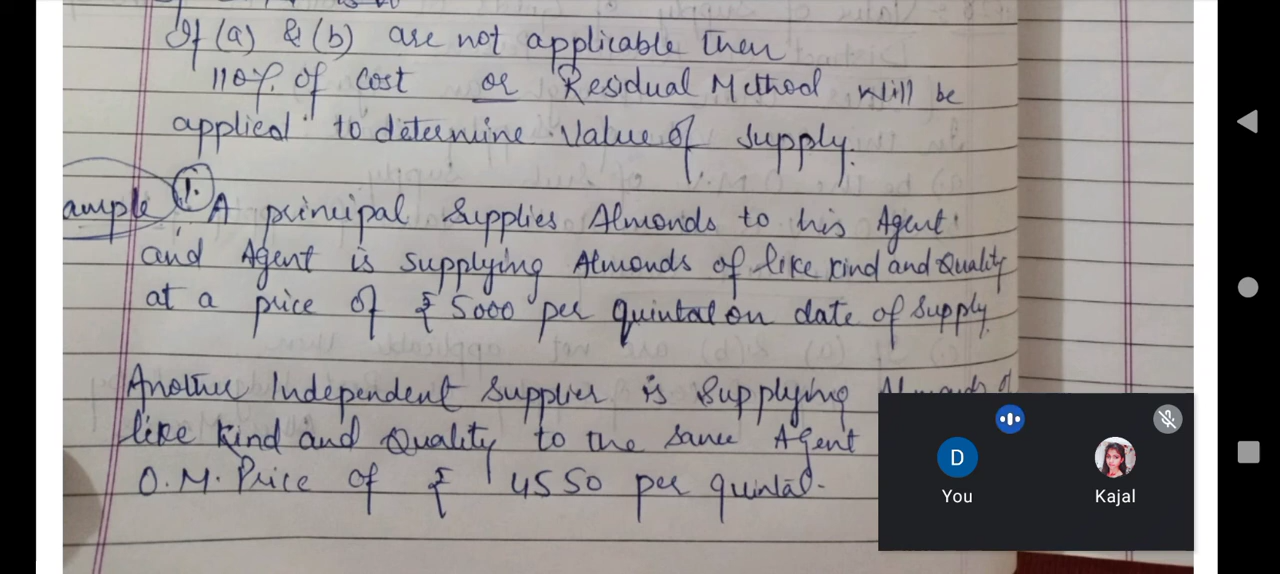 If (a) & (b) are not applicable then
110% of cost or Residual Method will be
applied to determine Value of supply.
ample 1. A principal supplies Almonds to his Agent
and Agent is supplying Almonds of like kind and Quality
at a price of ₹ 5000 per quintal on date of supply.
Another Independent supplier is supplying Almonds of
like kind and Quality to the same Agent
O.M. Price of ₹ 4550 per quintal.
D
You
Kajal